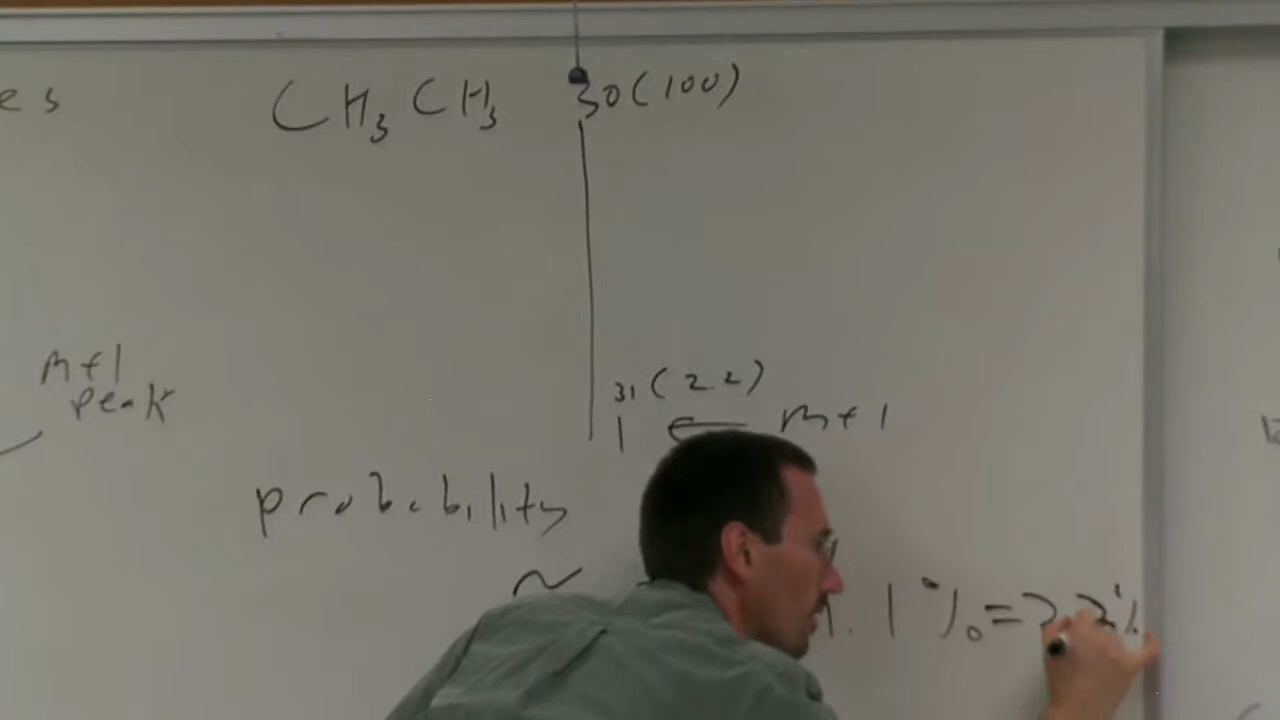 es
CH3CH3 30(100)
m+1
peak
31 (2.2)
← m+1
probability
~ 1.1% = 2.2%